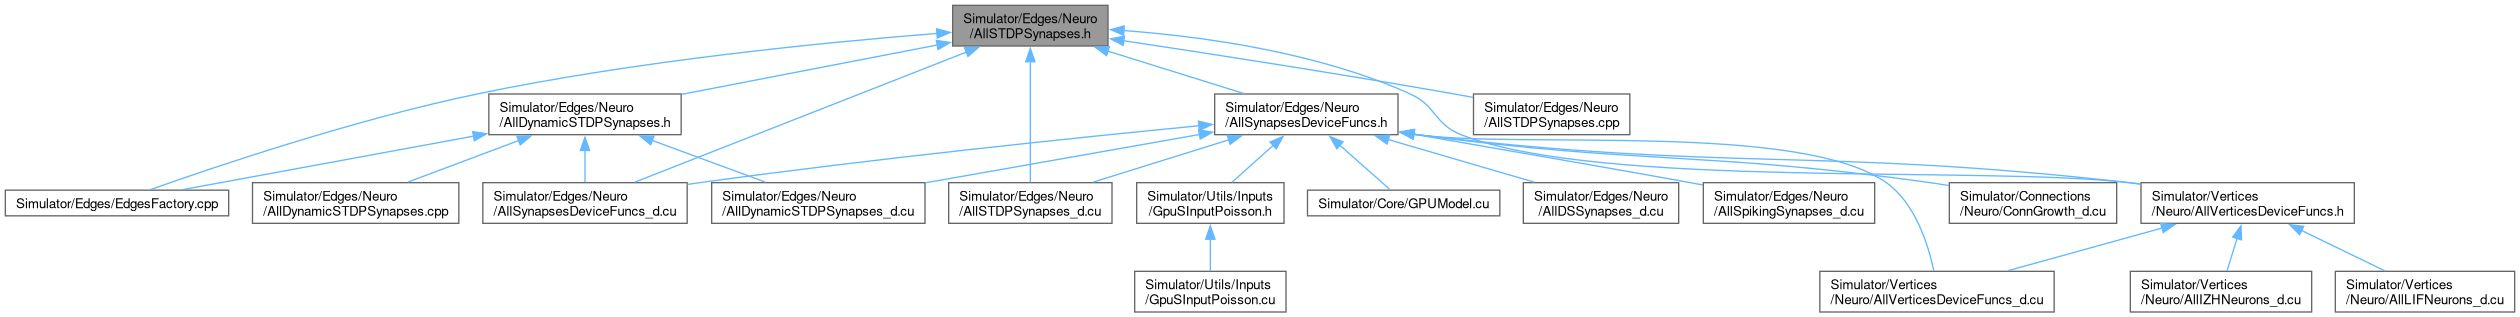 Simulator/Edges/Neuro
/AllSTDPSynapses.h
Simulator/Edges/Neuro
/AllDynamicSTDPSynapses.h
Simulator/Edges/Neuro
/AllSynapsesDeviceFuncs.h
Simulator/Edges/Neuro
/AllSTDPSynapses.cpp
Simulator/Edges/EdgesFactory.cpp
Simulator/Edges/Neuro
/AllDynamicSTDPSynapses.cpp
Simulator/Edges/Neuro
/AllSynapsesDeviceFuncs_d.cu
Simulator/Edges/Neuro
/AllDynamicSTDPSynapses_d.cu
Simulator/Edges/Neuro
/AllSTDPSynapses_d.cu
Simulator/Utils/Inputs
/GpuSInputPoisson.h
Simulator/Core/GPUModel.cu
Simulator/Edges/Neuro
/AllDSSynapses_d.cu
Simulator/Edges/Neuro
/AllSpikingSynapses_d.cu
Simulator/Connections
/Neuro/ConnGrowth_d.cu
Simulator/Vertices
/Neuro/AllVerticesDeviceFuncs.h
Simulator/Utils/Inputs
/GpuSInputPoisson.cu
Simulator/Vertices
/Neuro/AllVerticesDeviceFuncs_d.cu
Simulator/Vertices
/Neuro/AllIZHNeurons_d.cu
Simulator/Vertices
/Neuro/AllLIFNeurons_d.cu